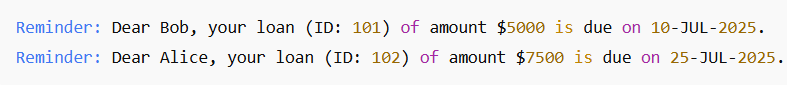 Reminder: Dear Bob, your loan (ID: 101) of amount $5000 is due on 10-JUL-2025.
Reminder: Dear Alice, your loan (ID: 102) of amount $7500 is due on 25-JUL-2025.